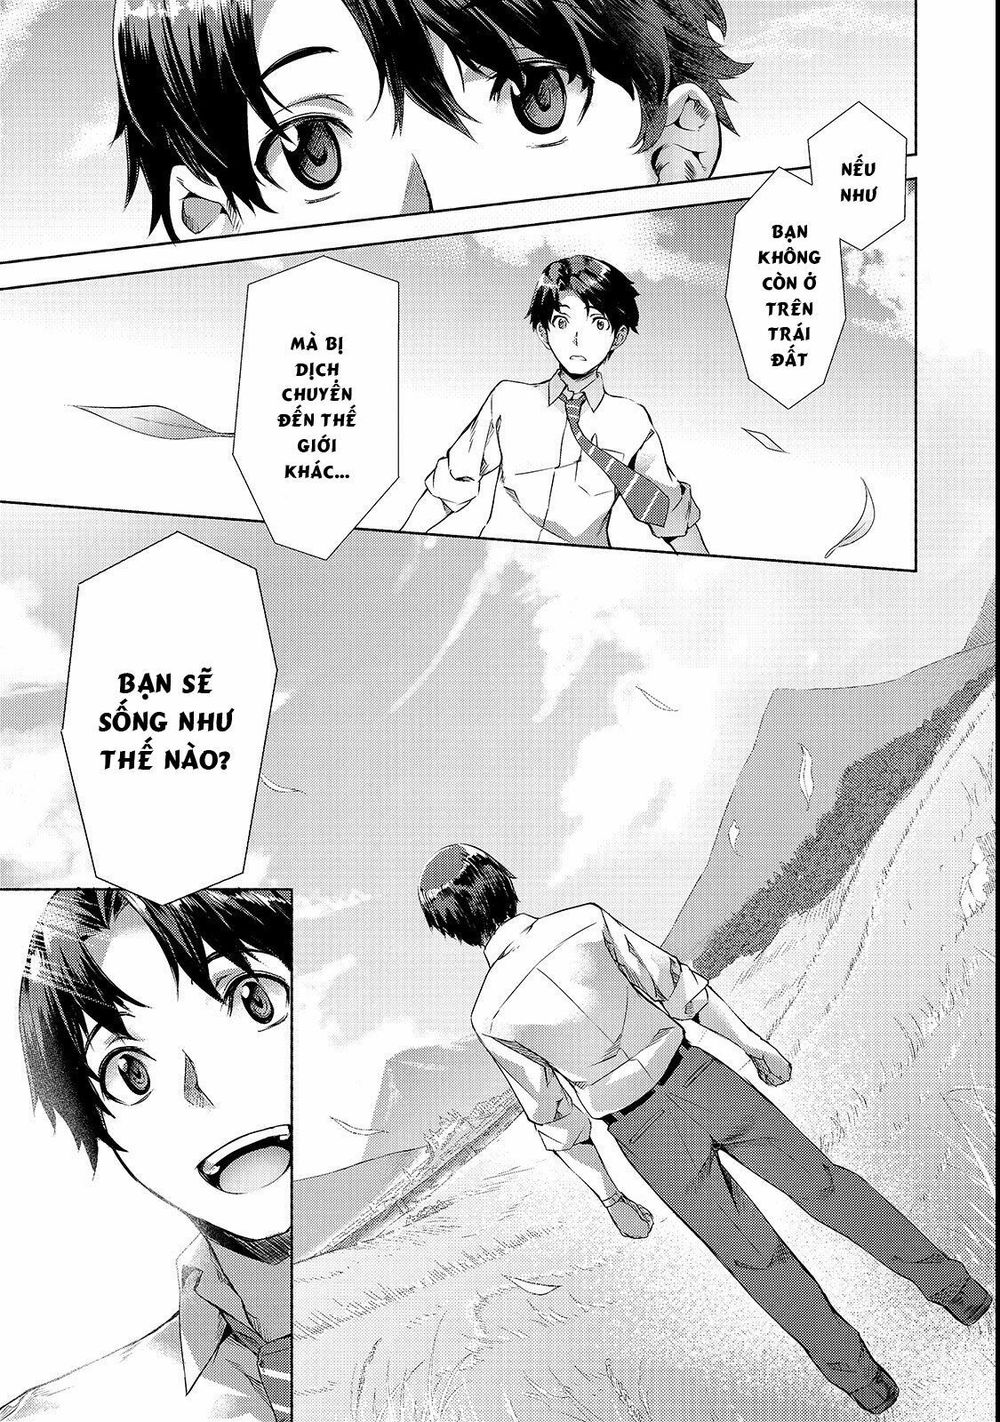 NẾU
NHƯ
BẠN
KHÔNG
CÒN Ở
TRÊN
TRÁI
ĐẤT
MÀ BỊ
DỊCH
CHUYỂN
ĐẾN THẾ
GIỚI
KHÁC...
BẠN SẼ
SỐNG NHƯ
THẾ NÀO?